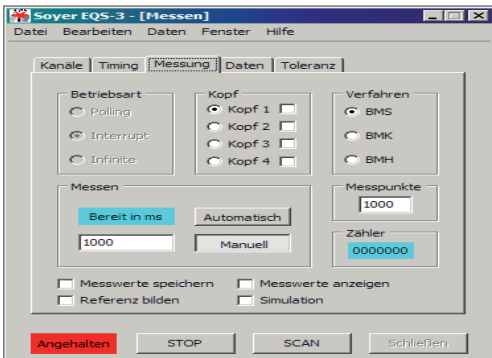 Soyer EQS-3 - [Messen]
Datei Bearbeiten Daten Fenster Hilfe
Kanäle Timing Messung Daten Toleranz
Betriebsart
Polling
Interrupt
Infinite
Kopf
Kopf 1
Kopf 2
Kopf 3
Kopf 4
Verfahren
BMS
BMK
BMH
Messen
Bereit in ms
Automatisch
1000
Manuell
Messpunkte
1000
Zähler
0000000
Messwerte speichern
Messwerte anzeigen
Referenz bilden
Simulation
Angehalten
STOP
SCAN
Schließen